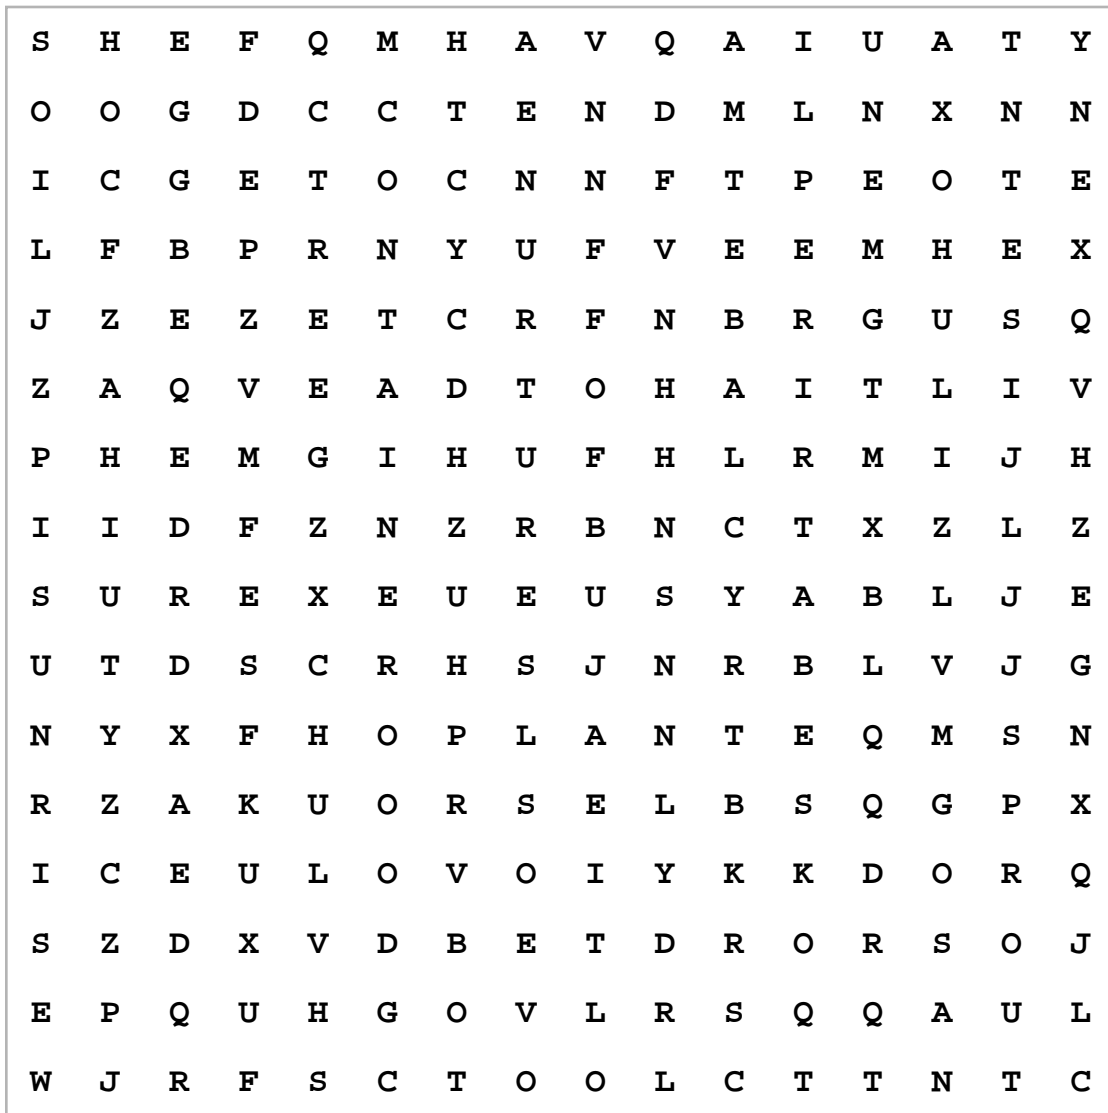 S H E F Q M H A V Q A I U A T Y
O O G D C C T E N D M L N X N N
I C G E T O C N N F T P E O T E
L F B P R N Y U F V E E M H E X
J Z E Z E T C R F N B R G U S Q
Z A Q V E A D T O H A I T L I V
P H E M G I H U F H L R M I J H
I I D F Z N Z R B N C T X Z L Z
S U R E X E U E U S Y A B L J E
U T D S C R H S J N R B L V J G
N Y X F H O P L A N T E Q M S N
R Z A K U O R S E L B S Q G P X
I C E U L O V O I Y K K D O R Q
S Z D X V D B E T D R O R S O J
E P Q U H G O V L R S Q Q A U L
W J R F S C T O O L C T T N T C